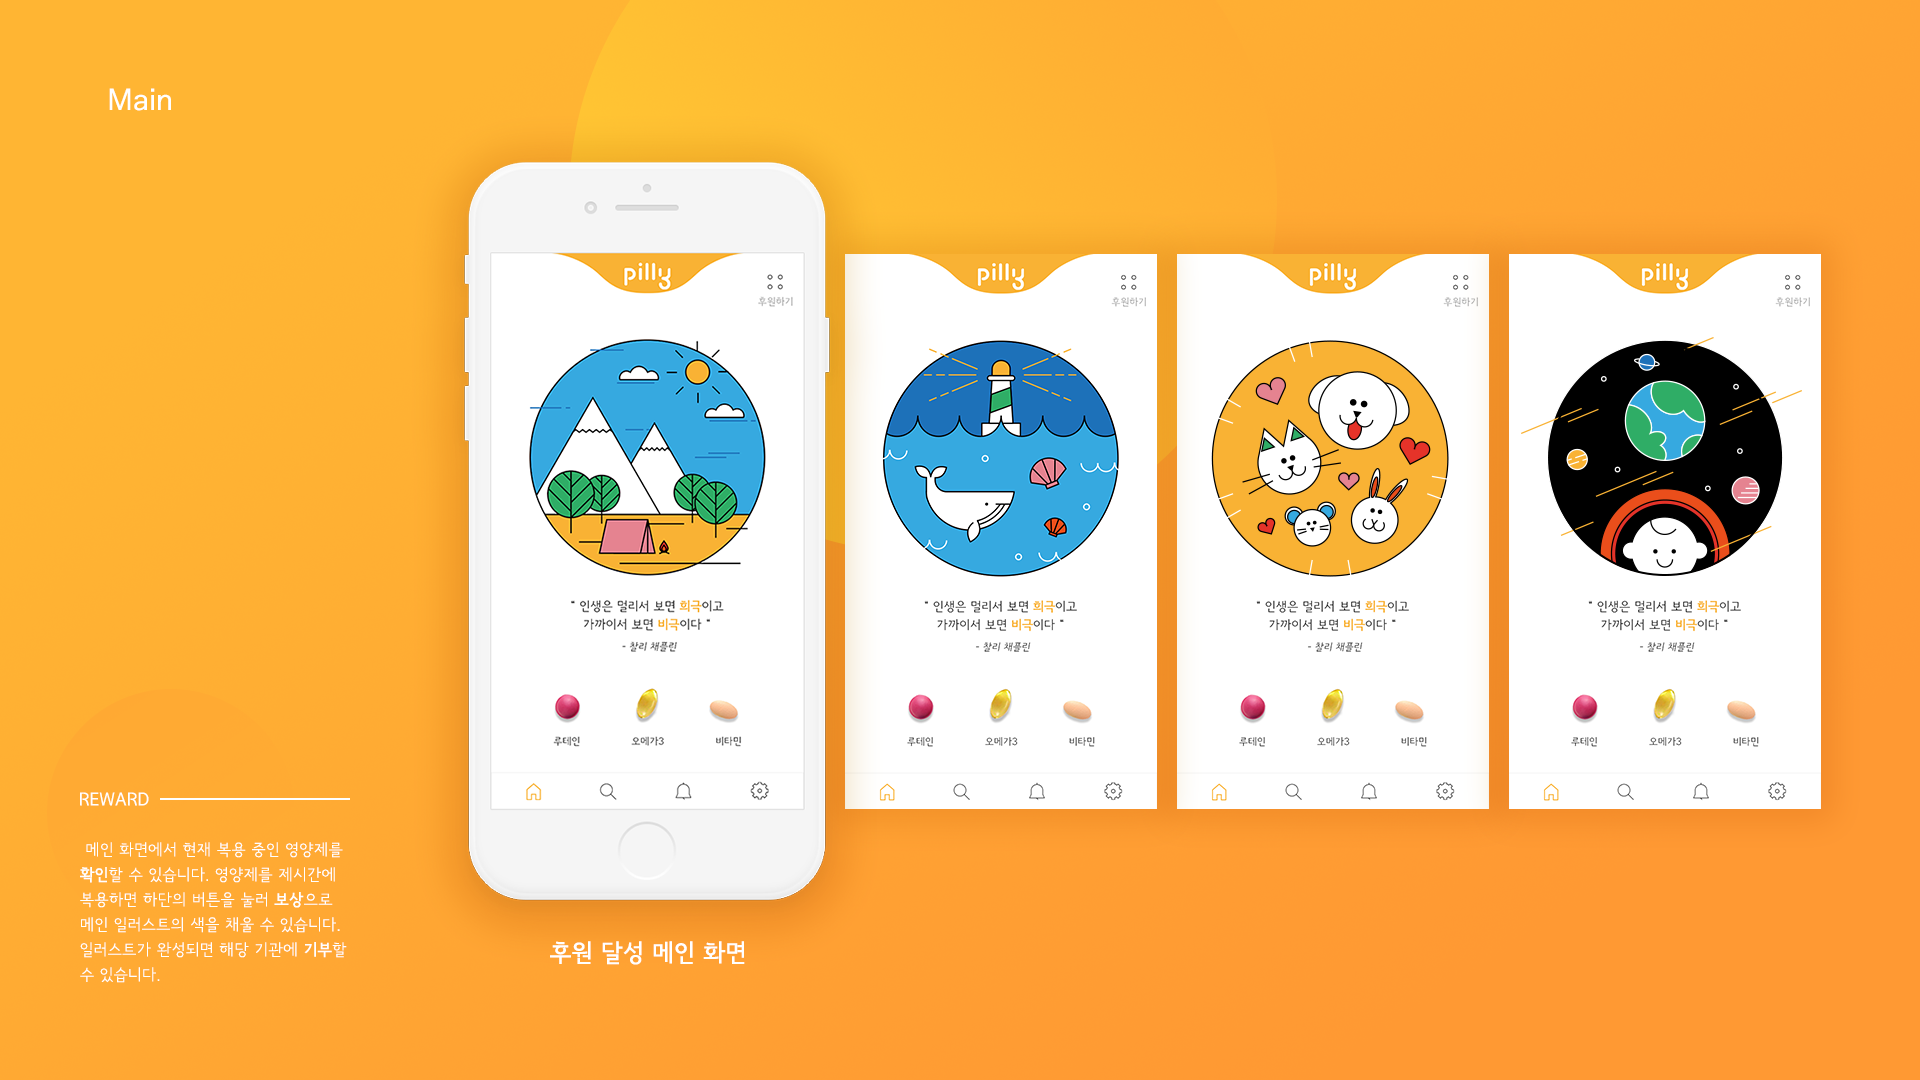 Main
pilly
후원하기
" 인생은 멀리서 보면 희극이고
가까이서 보면 비극이다 "
- 찰리 채플린
루테인
오메가3
비타민
pilly
후원하기
" 인생은 멀리서 보면 희극이고
가까이서 보면 비극이다 "
- 찰리 채플린
루테인
오메가3
비타민
pilly
후원하기
" 인생은 멀리서 보면 희극이고
가까이서 보면 비극이다 "
- 찰리 채플린
루테인
오메가3
비타민
pilly
후원하기
" 인생은 멀리서 보면 희극이고
가까이서 보면 비극이다 "
- 찰리 채플린
루테인
오메가3
비타민
REWARD
메인 화면에서 현재 복용 중인 영양제를
확인할 수 있습니다. 영양제를 제시간에
복용하면 하단의 버튼을 눌러 보상으로
메인 일러스트의 색을 채울 수 있습니다.
일러스트가 완성되면 해당 기관에 기부할
수 있습니다.
후원 달성 메인 화면